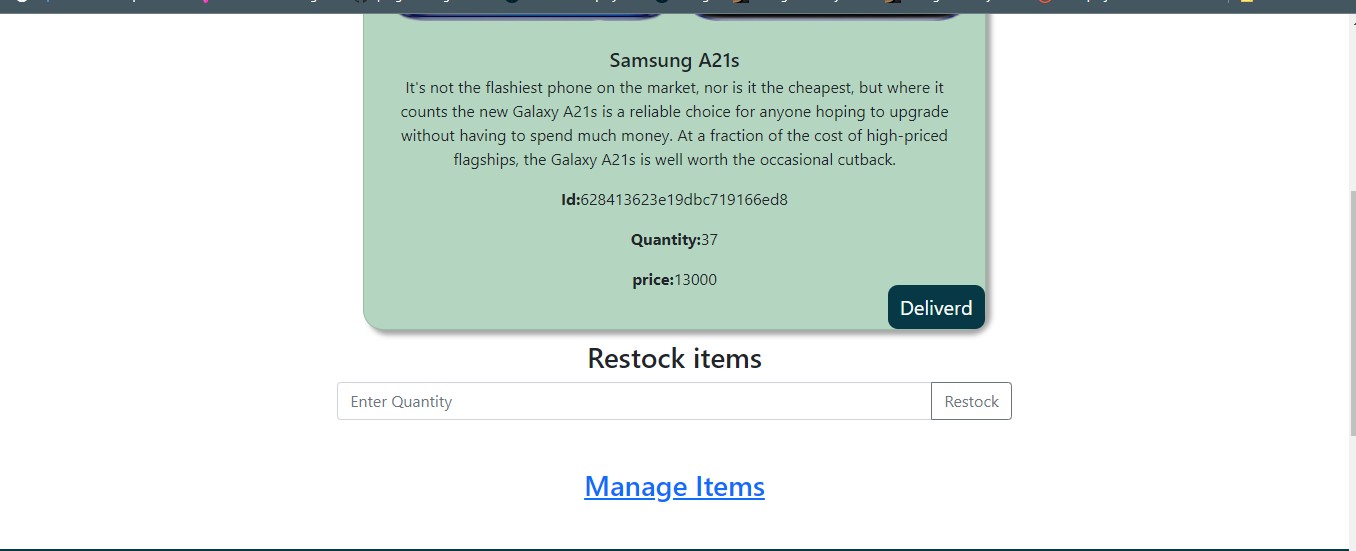 Samsung A21s
It's not the flashiest phone on the market, nor is it the cheapest, but where it
counts the new Galaxy A21s is a reliable choice for anyone hoping to upgrade
without having to spend much money. At a fraction of the cost of high-priced
flagships, the Galaxy A21s is well worth the occasional cutback.
Id:628413623e19dbc719166ed8
Quantity:37
price:13000
Deliverd
Restock items
Enter Quantity
Restock
Manage Items